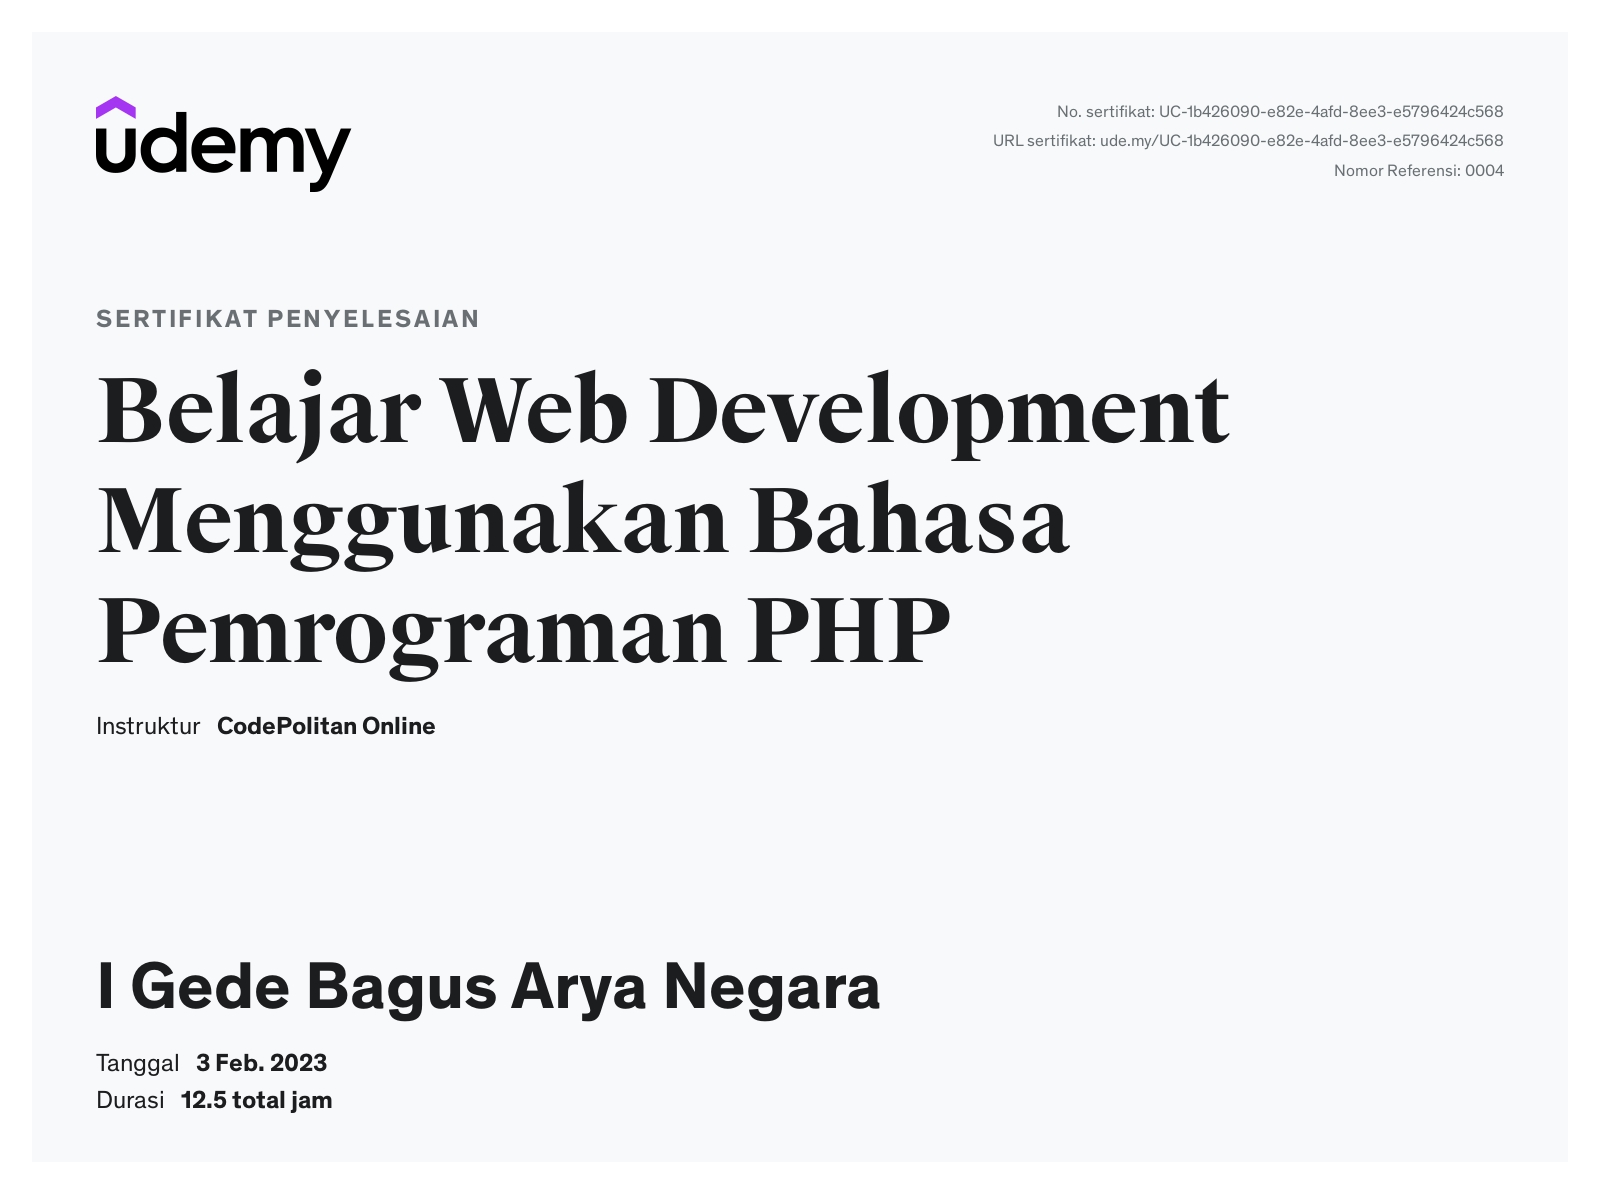 udemy
No. sertifikat: UC-1b426090-e82e-4afd-8ee3-e5796424c568
URL sertifikat: ude.my/UC-1b426090-e82e-4afd-8ee3-e5796424c568
Nomor Referensi: 0004
SERTIFIKAT PENYELESAIAN
Belajar Web Development
Menggunakan Bahasa
Pemrograman PHP
Instruktur CodePolitan Online
I Gede Bagus Arya Negara
Tanggal 3 Feb. 2023
Durasi 12.5 total jam